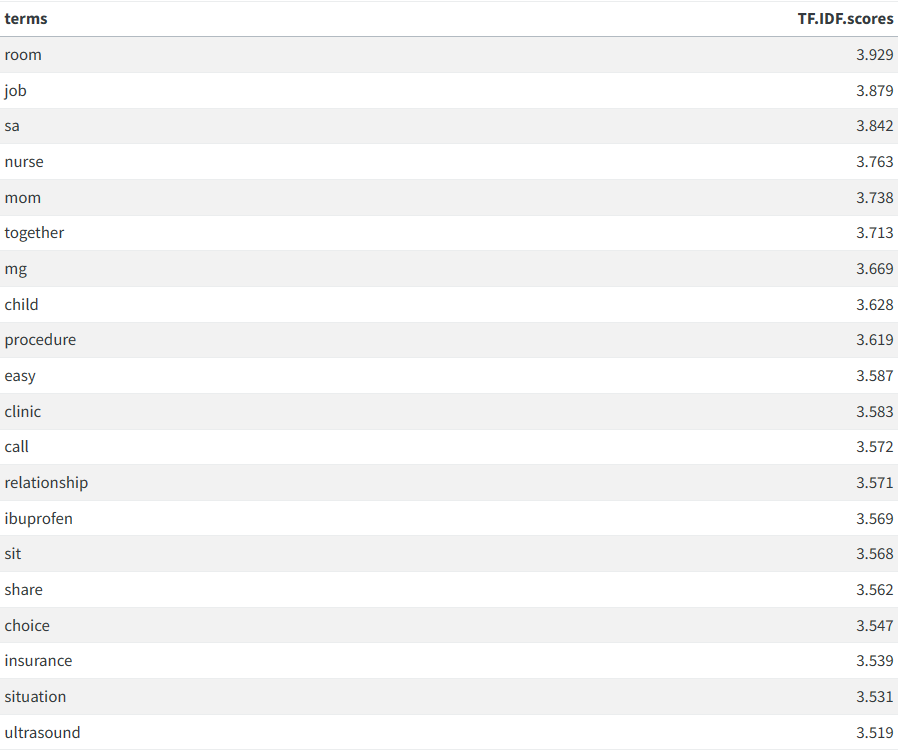 terms TF.IDF.scores
room 3.929
job 3.879
sa 3.842
nurse 3.763
mom 3.738
together 3.713
mg 3.669
child 3.628
procedure 3.619
easy 3.587
clinic 3.583
call 3.572
relationship 3.571
ibuprofen 3.569
sit 3.568
share 3.562
choice 3.547
insurance 3.539
situation 3.531
ultrasound 3.519